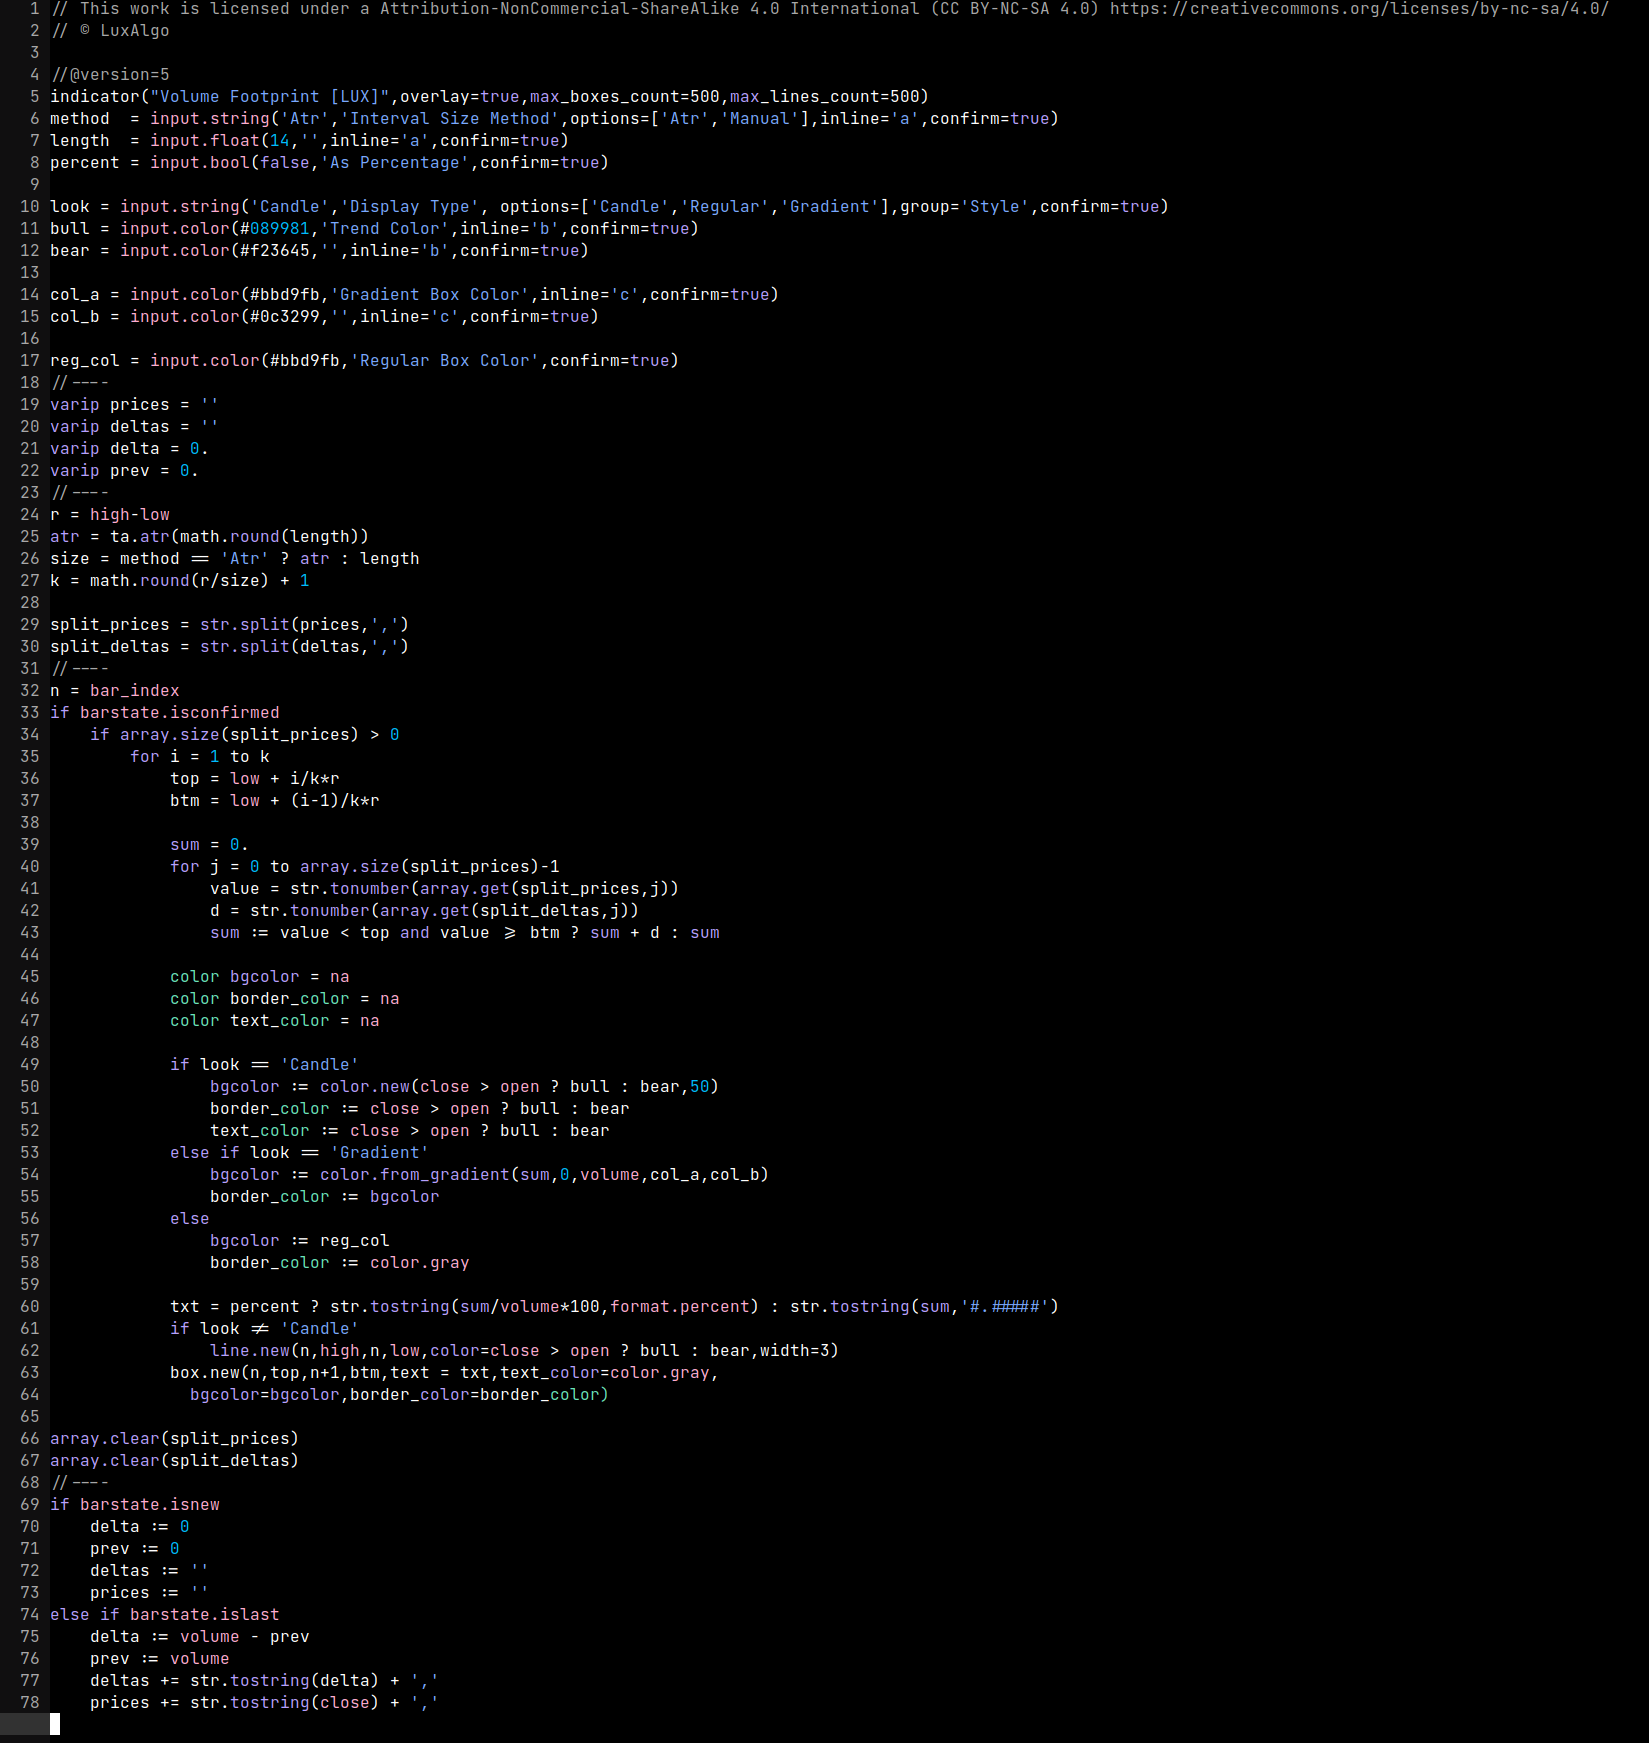 1 // This work is licensed under a Attribution-NonCommercial-ShareAlike 4.0 International (CC BY-NC-SA 4.0) https://creativecommons.org/licenses/by-nc-sa/4.0/
2 // © LuxAlgo
3
4 //@version=5
5 indicator("Volume Footprint [LUX]",overlay=true,max_boxes_count=500,max_lines_count=500)
6 method  = input.string('Atr','Interval Size Method',options=['Atr','Manual'],inline='a',confirm=true)
7 length  = input.float(14,'',inline='a',confirm=true)
8 percent = input.bool(false,'As Percentage',confirm=true)
9
10 look = input.string('Candle','Display Type', options=['Candle','Regular','Gradient'],group='Style',confirm=true)
11 bull = input.color(#089981,'Trend Color',inline='b',confirm=true)
12 bear = input.color(#f23645,'',inline='b',confirm=true)
13
14 col_a = input.color(#bbd9fb,'Gradient Box Color',inline='c',confirm=true)
15 col_b = input.color(#0c3299,'',inline='c',confirm=true)
16
17 reg_col = input.color(#bbd9fb,'Regular Box Color',confirm=true)
18 //----
19 varip prices = ''
20 varip deltas = ''
21 varip delta = 0.
22 varip prev = 0.
23 //----
24 r = high-low
25 atr = ta.atr(math.round(length))
26 size = method == 'Atr' ? atr : length
27 k = math.round(r/size) + 1
28
29 split_prices = str.split(prices,',')
30 split_deltas = str.split(deltas,',')
31 //----
32 n = bar_index
33 if barstate.isconfirmed
34     if array.size(split_prices) > 0
35         for i = 1 to k
36             top = low + i/k*r
37             btm = low + (i-1)/k*r
38
39             sum = 0.
40             for j = 0 to array.size(split_prices)-1
41                 value = str.tonumber(array.get(split_prices,j))
42                 d = str.tonumber(array.get(split_deltas,j))
43                 sum := value < top and value >= btm ? sum + d : sum
44
45             color bgcolor = na
46             color border_color = na
47             color text_color = na
48
49             if look == 'Candle'
50                 bgcolor := color.new(close > open ? bull : bear,50)
51                 border_color := close > open ? bull : bear
52                 text_color := close > open ? bull : bear
53             else if look == 'Gradient'
54                 bgcolor := color.from_gradient(sum,0,volume,col_a,col_b)
55                 border_color := bgcolor
56             else
57                 bgcolor := reg_col
58                 border_color := color.gray
59
60             txt = percent ? str.tostring(sum/volume*100,format.percent) : str.tostring(sum,'#.#####')
61             if look != 'Candle'
62                 line.new(n,high,n,low,color=close > open ? bull : bear,width=3)
63             box.new(n,top,n+1,btm,text = txt,text_color=color.gray,
64               bgcolor=bgcolor,border_color=border_color)
65
66 array.clear(split_prices)
67 array.clear(split_deltas)
68 //----
69 if barstate.isnew
70     delta := 0
71     prev := 0
72     deltas := ''
73     prices := ''
74 else if barstate.islast
75     delta := volume - prev
76     prev := volume
77     deltas += str.tostring(delta) + ','
78     prices += str.tostring(close) + ','